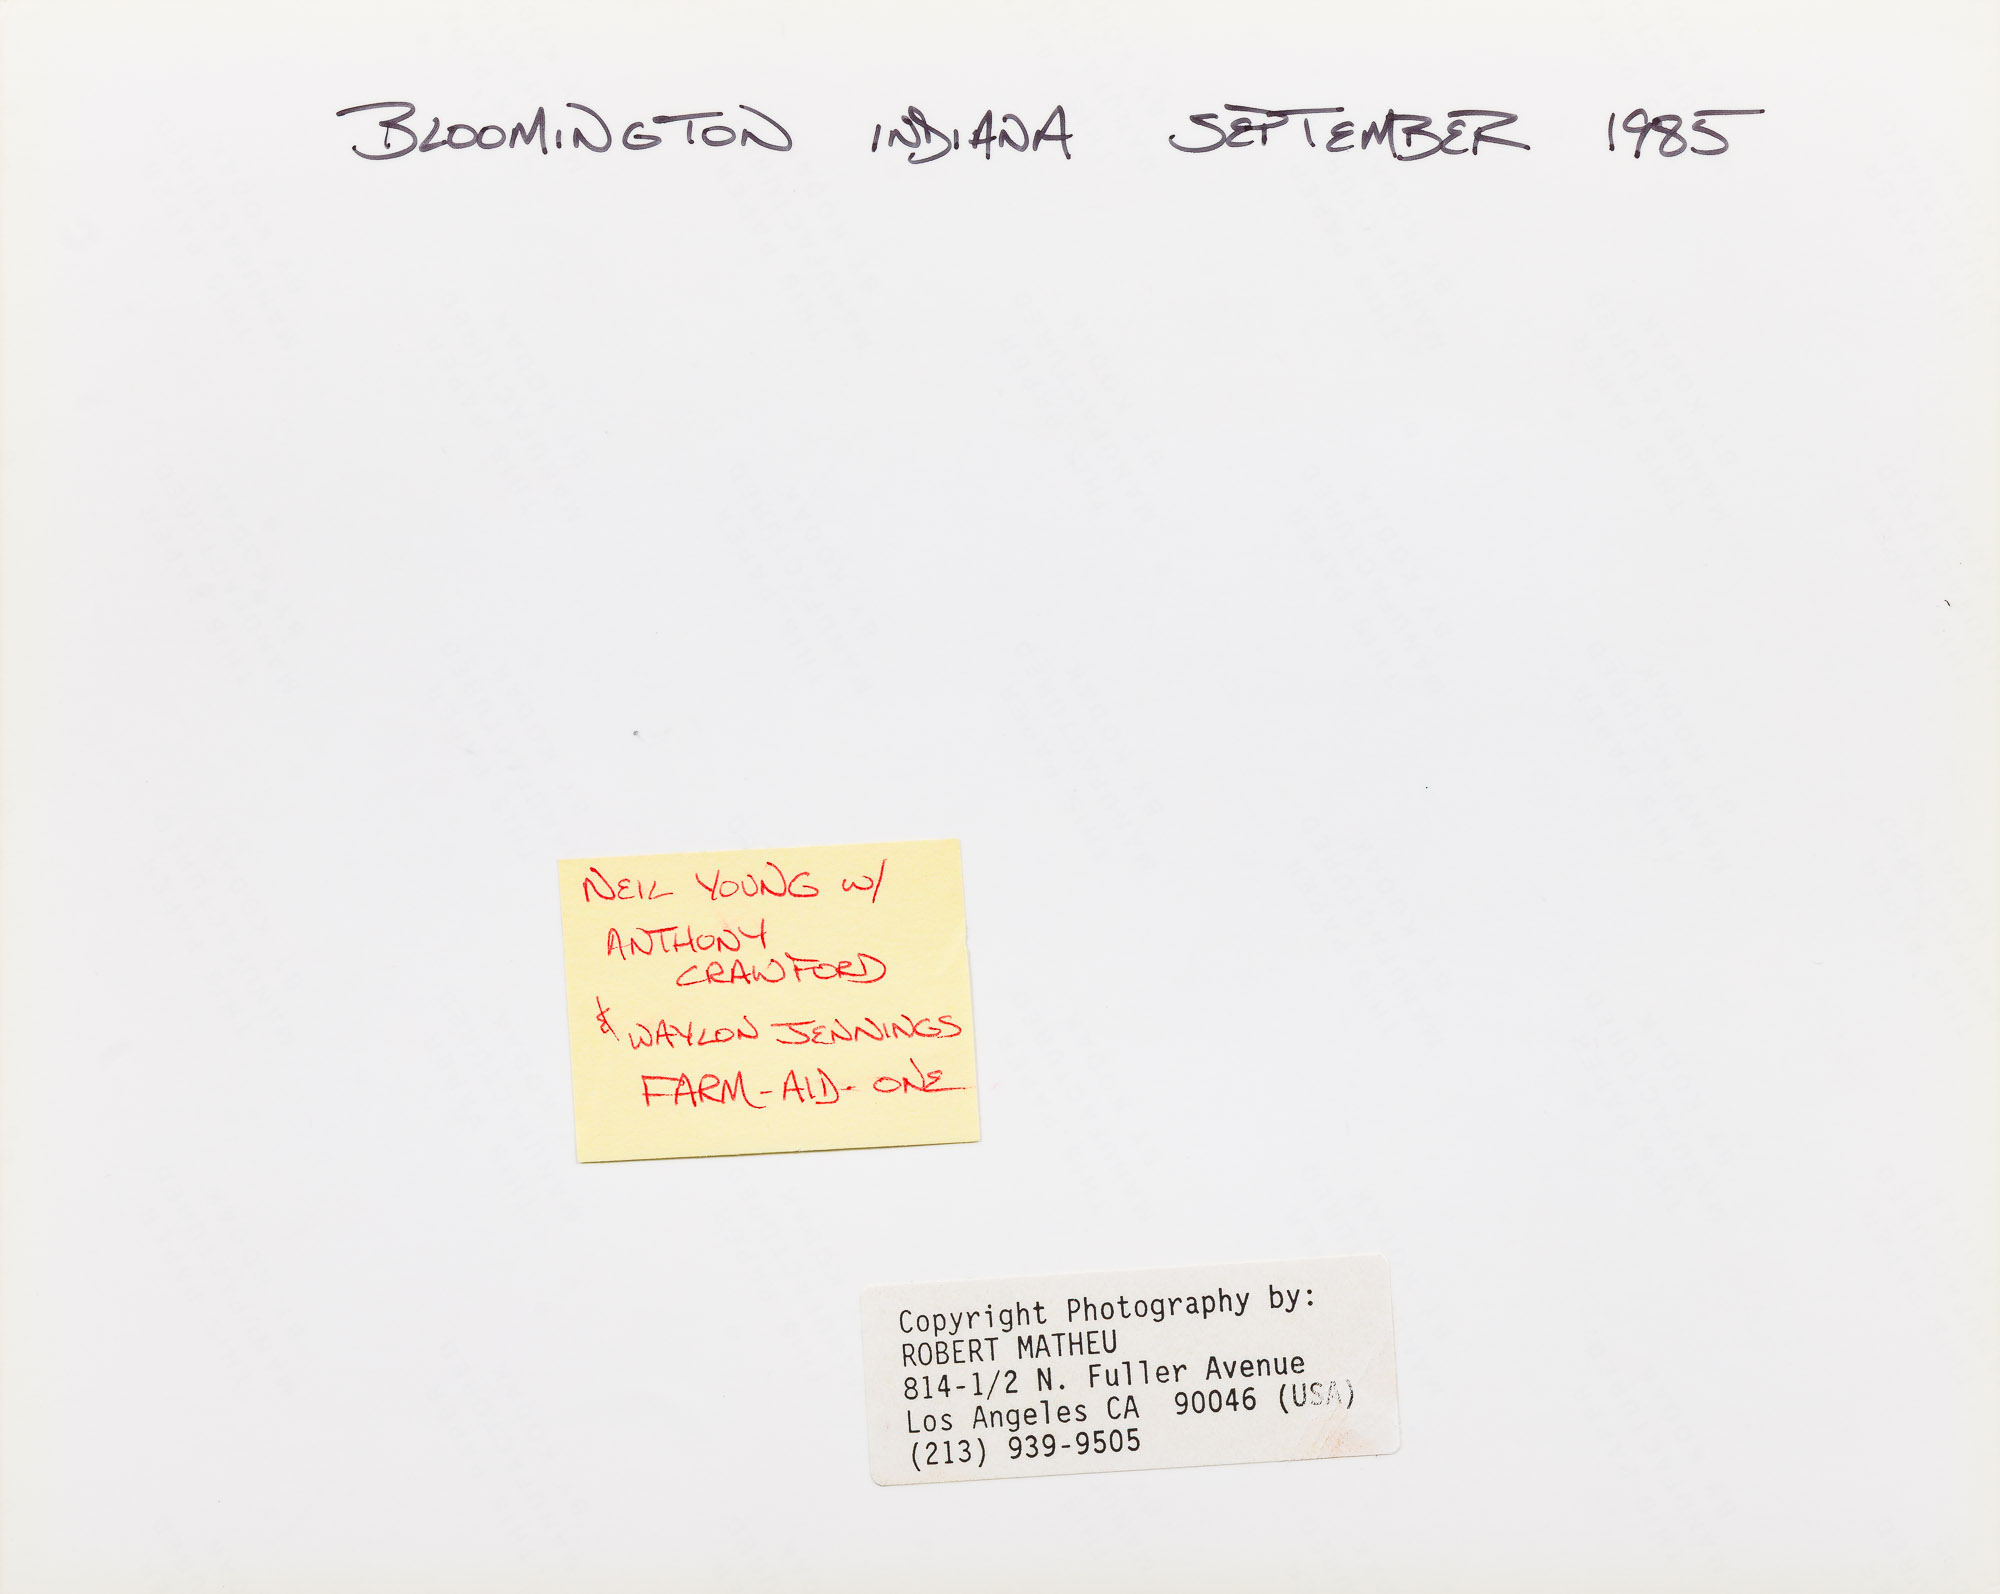 BLOOMINGTON INDIANA SEPTEMBER 1985
NEIL YOUNG W/
ANTHONY
CRAWFORD
& WAYLON JENNINGS
FARM-AID-ONE
Copyright Photography by:
ROBERT MATHEU
814-1/2 N. Fuller Avenue
Los Angeles CA 90046 (USA)
(213) 939-9505